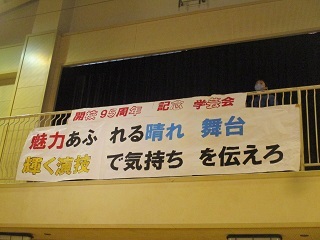 開校95周年 記念 学芸会
魅力あふれる晴れ舞台
輝く演技で気持ちを伝えろ